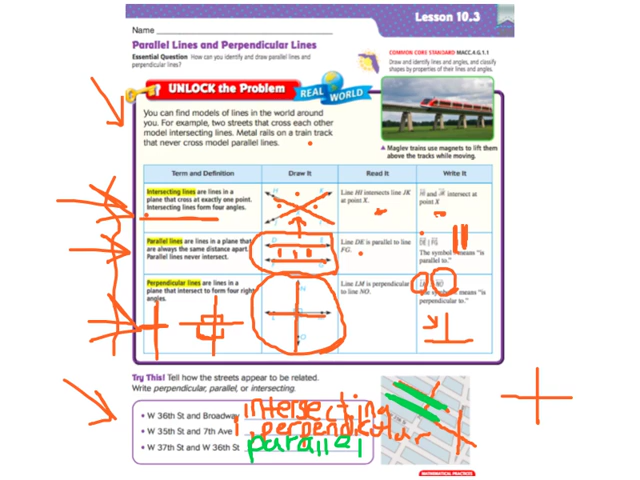 Lesson 10.3
Name
Parallel Lines and Perpendicular Lines
Essential Question How can you identify and draw parallel lines and
perpendicular lines?
COMMON CORE STANDARD MACC.4.G.1.1
Draw and identify lines and angles, and classify
shapes by properties of their lines and angles.
UNLOCK the Problem
REAL
WORLD
You can find models of lines in the world around
you. For example, two streets that cross each other
model intersecting lines. Metal rails on a train track
that never cross model parallel lines.
▲ Maglev trains use magnets to lift them
above the tracks while moving.
Term and Definition Draw It Read It Write It
Intersecting lines are lines in a
plane that cross at exactly one point.
Intersecting lines form four angles.
Line HI intersects line JK
at point X.
and intersect at
point X
Parallel lines are lines in a plane that
are always the same distance apart.
Parallel lines never intersect.
Line DE is parallel to line
FG.
The symbol means "is
parallel to."
Perpendicular lines are lines in a
plane that intersect to form four right
angles.
Line LM is perpendicular
to line NO.
means "is
perpendicular to."
90
Try This! Tell how the streets appear to be related.
Write perpendicular, parallel, or intersecting.
• W 36th St and Broadway intersecting
• W 35th St and 7th Ave perpendicular
• W 37th St and W 36th St parallel
MATHEMATICAL PRACTICES